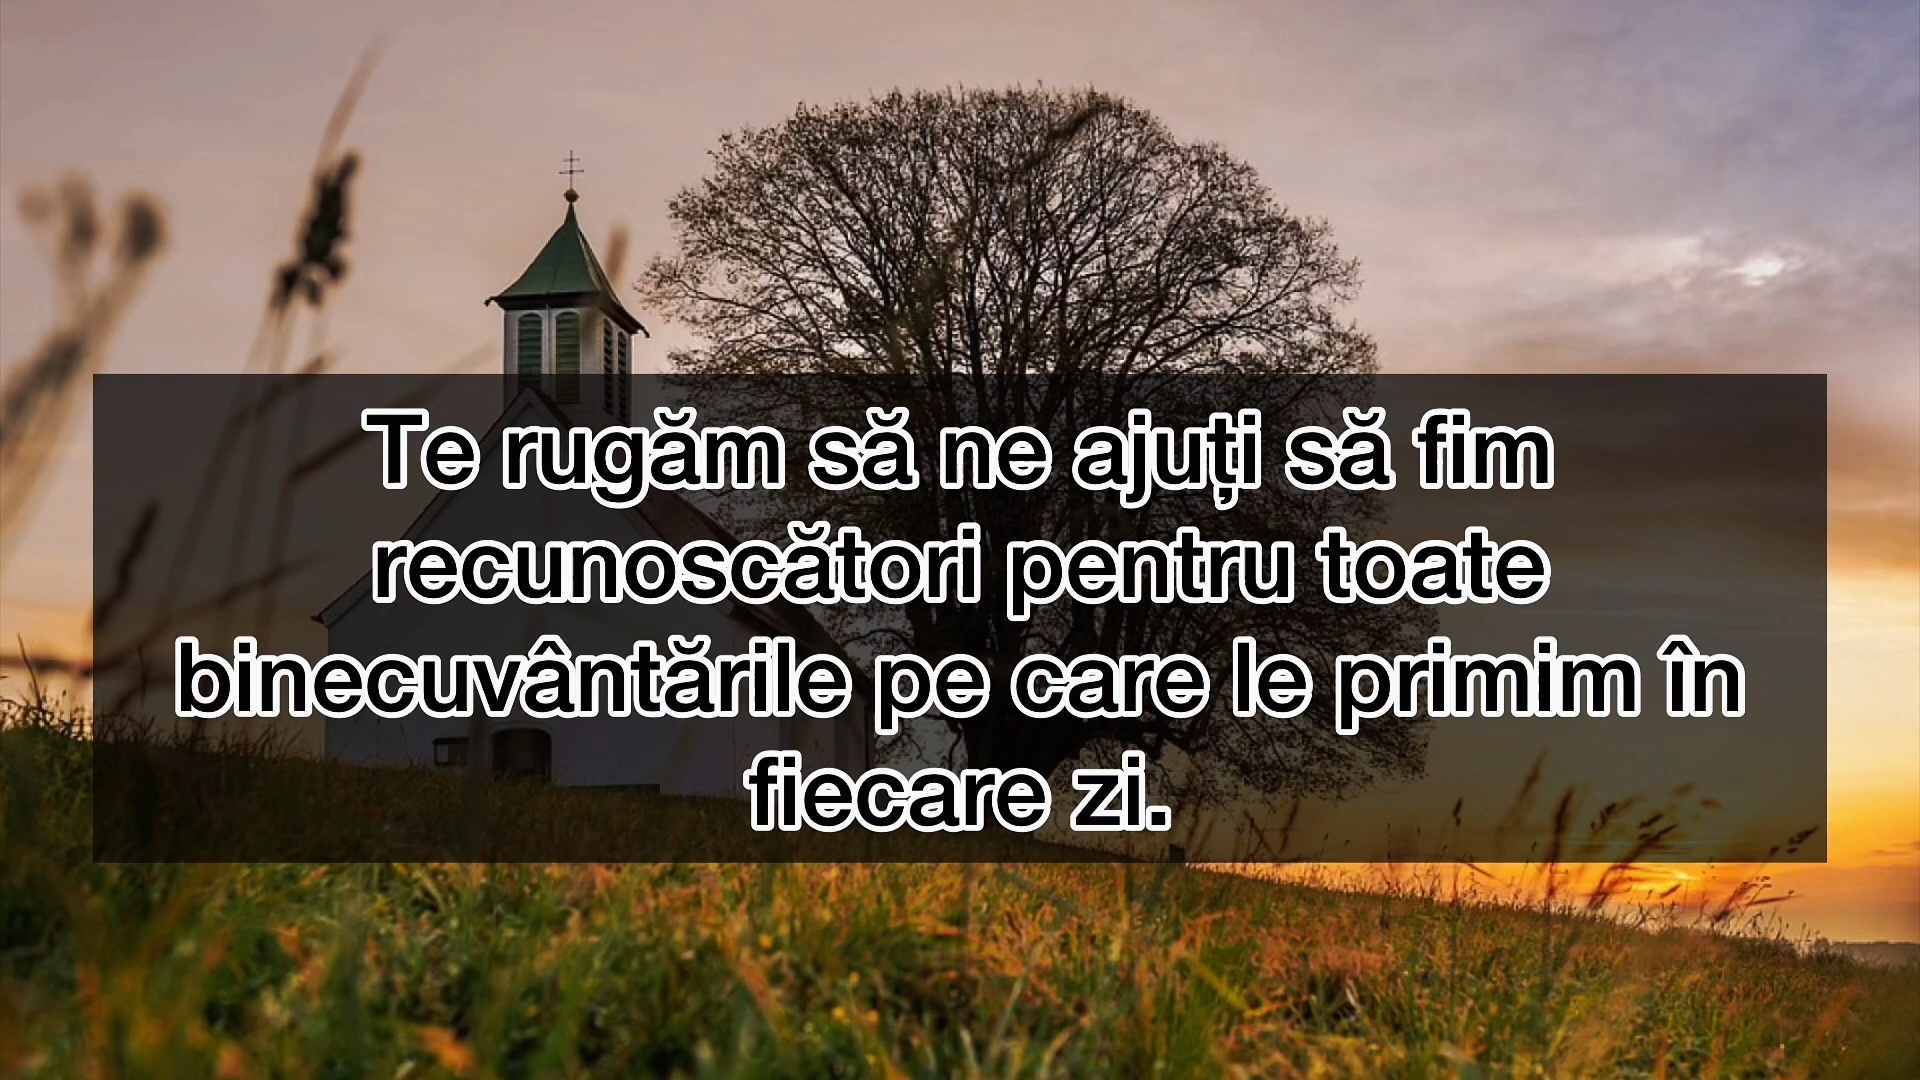 Te rugăm să ne ajuți să fim
recunoscători pentru toate
binecuvântările pe care le primim în
fiecare zi.